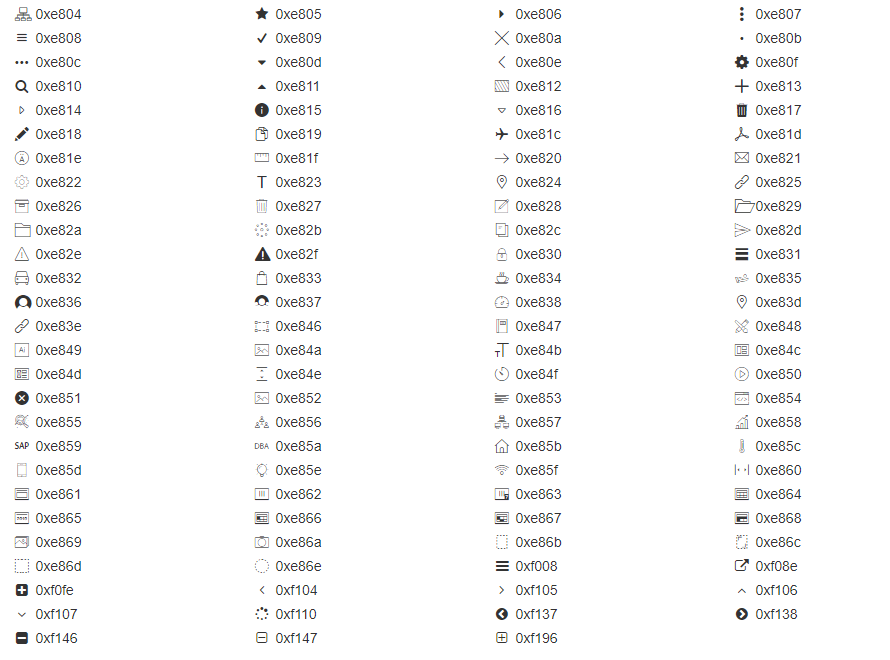 0xe804 0xe805 0xe806 0xe807
0xe808 0xe809 0xe80a 0xe80b
0xe80c 0xe80d 0xe80e 0xe80f
0xe810 0xe811 0xe812 0xe813
0xe814 0xe815 0xe816 0xe817
0xe818 0xe819 0xe81c 0xe81d
A 0xe81e 0xe81f 0xe820 0xe821
0xe822 T 0xe823 0xe824 0xe825
0xe826 0xe827 0xe828 0xe829
0xe82a 0xe82b 0xe82c 0xe82d
0xe82e 0xe82f 0xe830 0xe831
0xe832 0xe833 0xe834 0xe835
0xe836 0xe837 0xe838 0xe83d
0xe83e 0xe846 0xe847 0xe848
Ai 0xe849 0xe84a TT 0xe84b 0xe84c
0xe84d 0xe84e 0xe84f 0xe850
0xe851 0xe852 0xe853 0xe854
0xe855 0xe856 0xe857 0xe858
SAP 0xe859 DBA 0xe85a 0xe85b 0xe85c
0xe85d 0xe85e 0xe85f 0xe860
0xe861 0xe862 0xe863 0xe864
0xe865 0xe866 0xe867 0xe868
0xe869 0xe86a 0xe86b 0xe86c
0xe86d 0xe86e 0xf008 0xf08e
0xf0fe 0xf104 0xf105 0xf106
0xf107 0xf110 0xf137 0xf138
0xf146 0xf147 0xf196